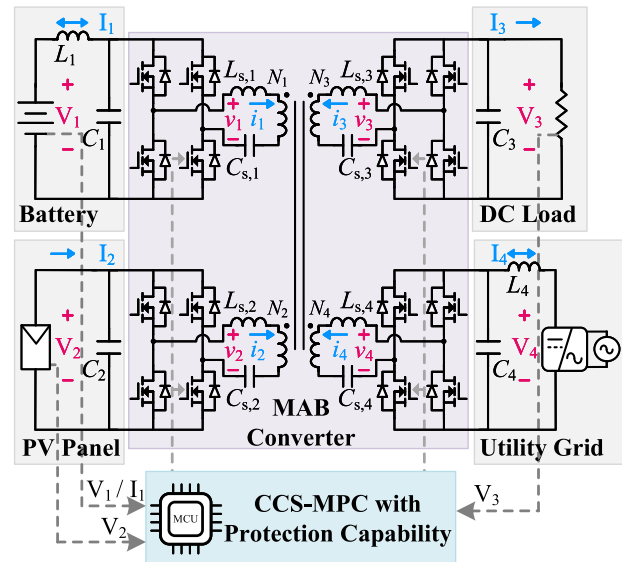 I₁
L₁
V₁
C₁
Battery
Lₛ,₁
N₁
v₁
i₁
Cₛ,₁
N₃
Lₛ,₃
i₃
v₃
Cₛ,₃
I₃
C₃
V₃
DC Load
I₂
V₂
C₂
PV Panel
Lₛ,₂
N₂
v₂
i₂
Cₛ,₂
N₄
Lₛ,₄
i₄
v₄
Cₛ,₄
MAB
Converter
I₄
L₄
C₄
V₄
Utility Grid
V₁ / I₁
V₂
MCU
CCS-MPC with
Protection Capability
V₃